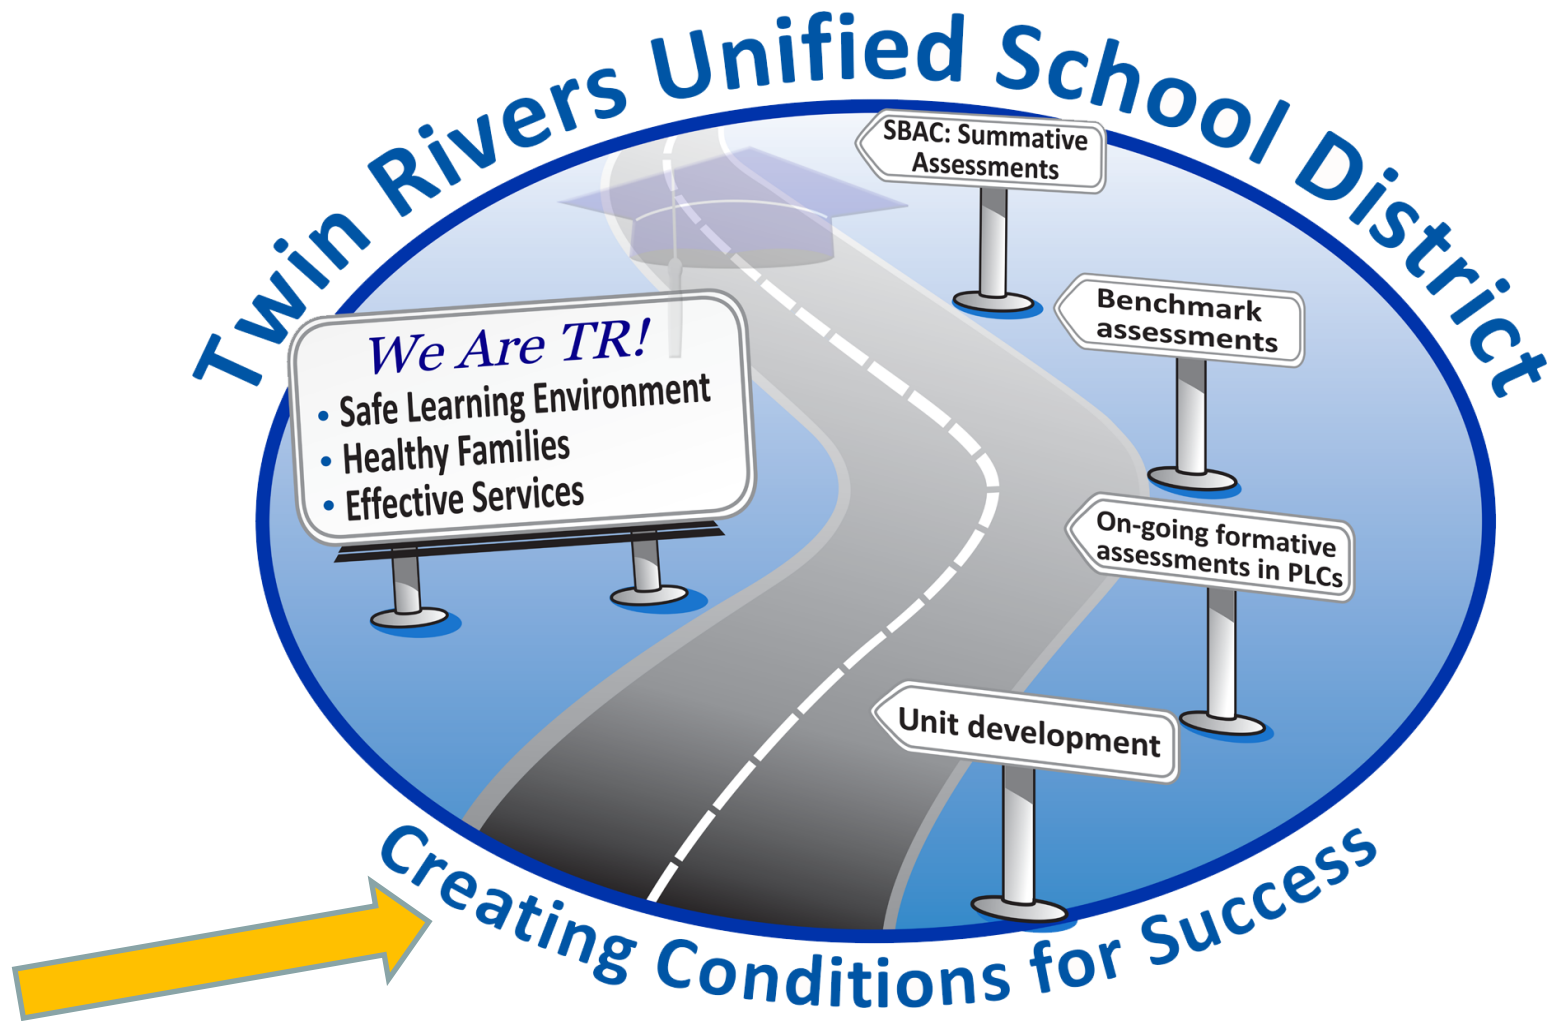 Twin Rivers Unified School District
SBAC: Summative
Assessments
Benchmark
assessments
We Are TR!
• Safe Learning Environment
• Healthy Families
• Effective Services
On-going formative
assessments in PLCs
Unit development
Creating Conditions for Success